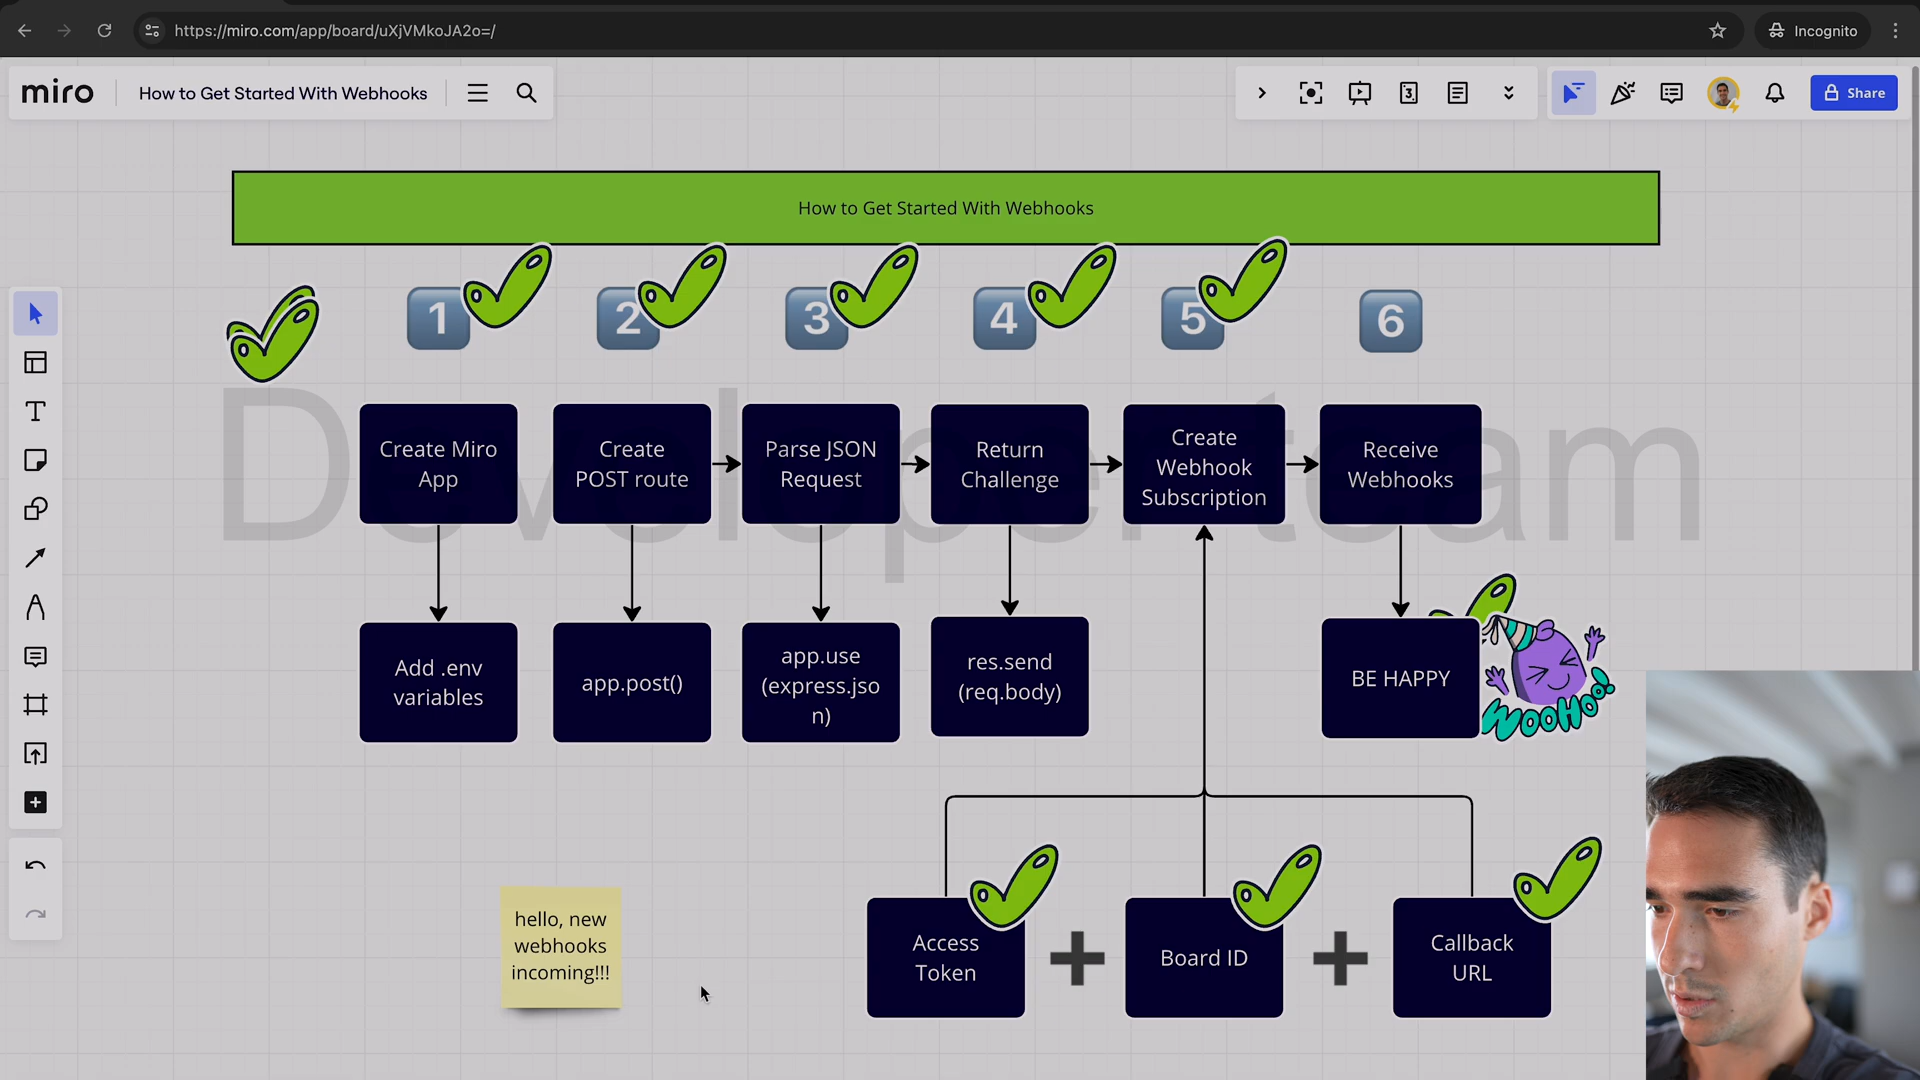 https://miro.com/app/board/uXjVMkoJA2o=/
Incognito
miro
How to Get Started With Webhooks
3
Share
How to Get Started With Webhooks
1
2
3
4
5
6
Developer team
Create Miro
App
Create
POST route
Parse JSON
Request
Return
Challenge
Create
Webhook
Subscription
Receive
Webhooks
Add .env
variables
app.post()
app.use
(express.jso
n)
res.send
(req.body)
BE HAPPY
WOOHOO!
hello, new
webhooks
incoming!!!
Access
Token
Board ID
Callback
URL